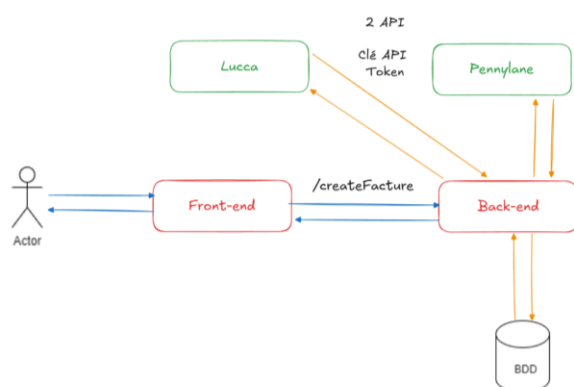 2 API
Lucca
Clé API
Token
Pennylane
/createFacture
Front-end
Back-end
Actor
BDD